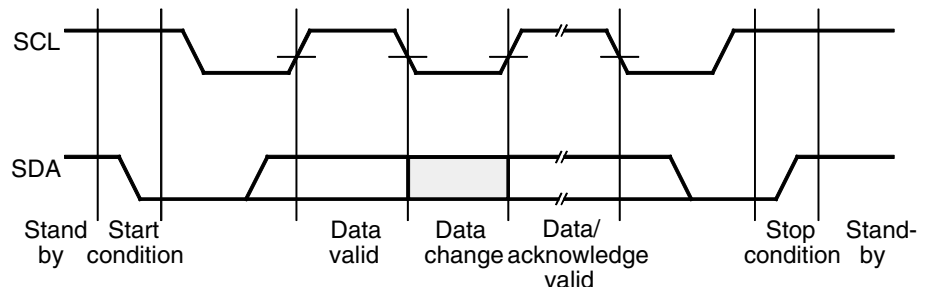 SCL
SDA
Stand
by
Start
condition
Data
valid
Data
change
Data/
acknowledge
valid
Stop
condition
Stand-
by